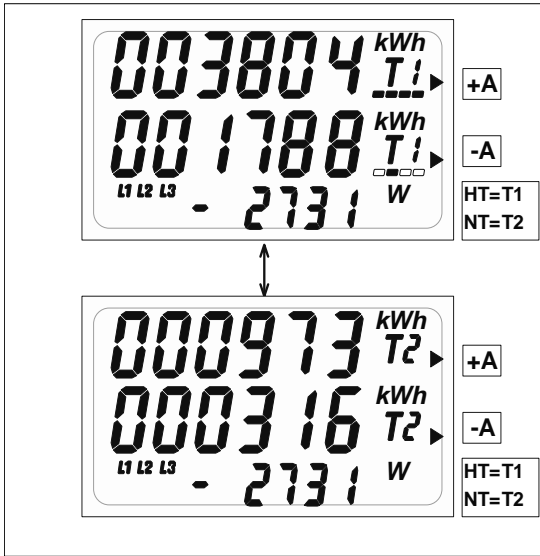 003804 kWh T1 +A
001788 kWh T1 -A
L1 L2 L3 - 2731 W
HT=T1
NT=T2
000973 kWh T2 +A
000316 kWh T2 -A
L1 L2 L3 - 2731 W
HT=T1
NT=T2